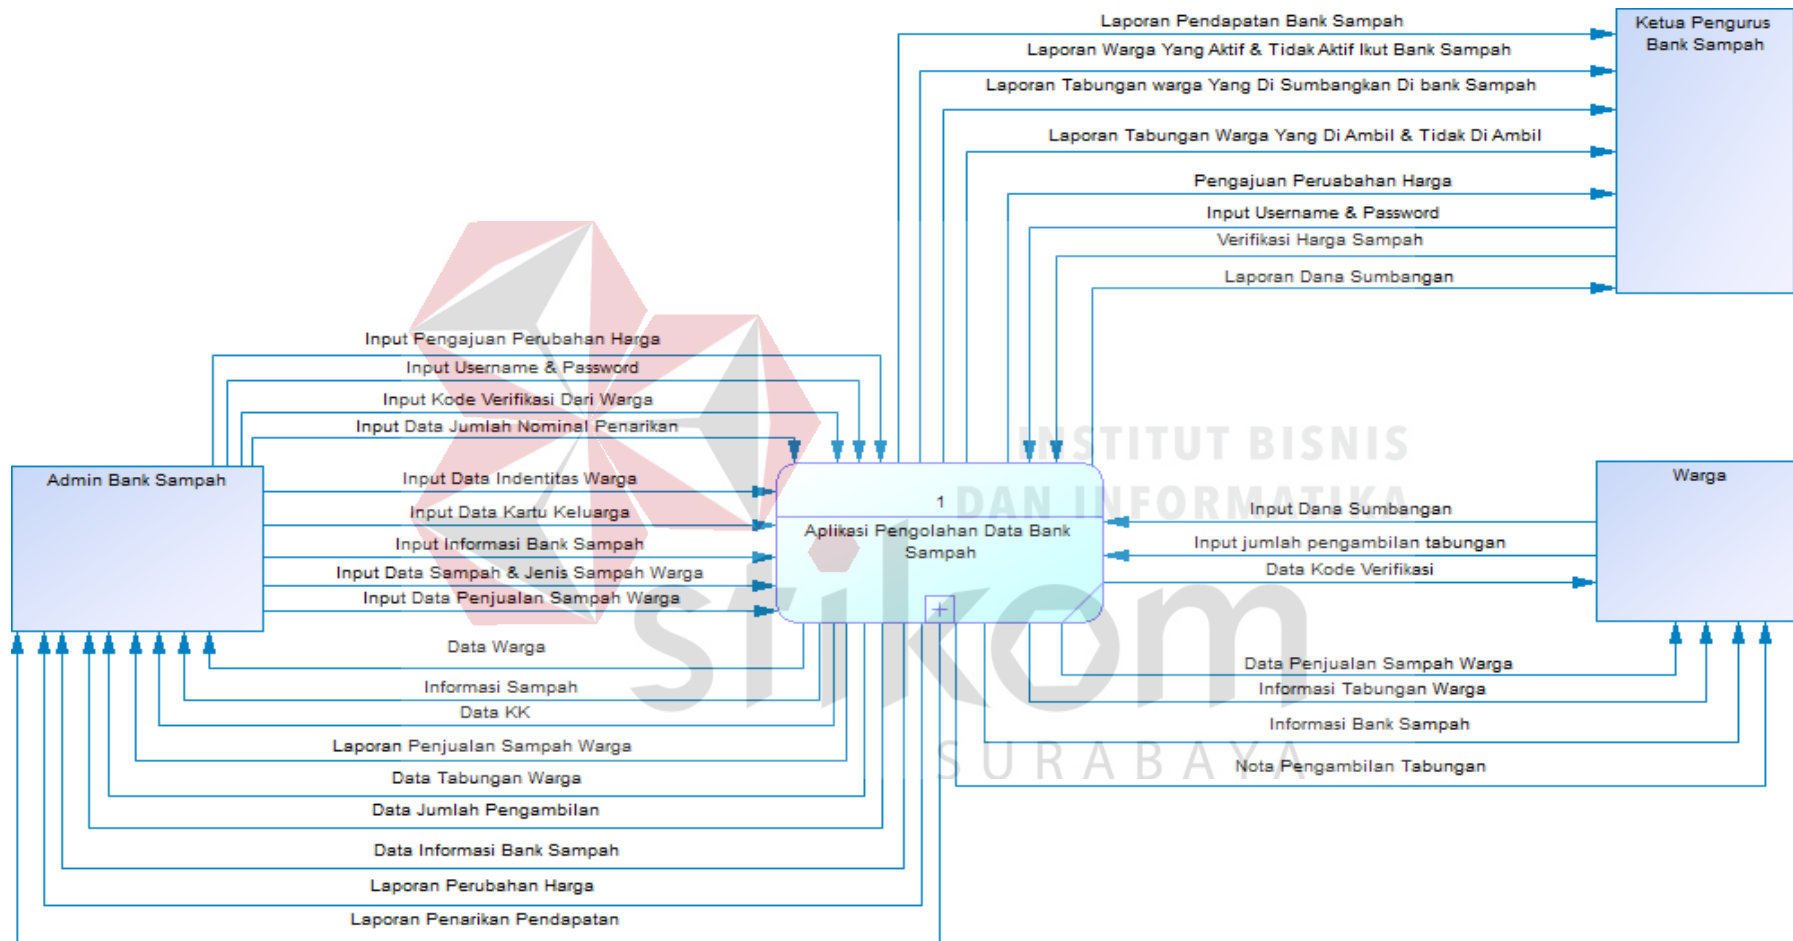 Laporan Pendapatan Bank Sampah
Laporan Warga Yang Aktif & Tidak Aktif Ikut Bank Sampah
Laporan Tabungan warga Yang Di Sumbangkan Di bank Sampah
Laporan Tabungan Warga Yang Di Ambil & Tidak Di Ambil
Pengajuan Peruabahan Harga
Input Username & Password
Verifikasi Harga Sampah
Laporan Dana Sumbangan
Ketua Pengurus
Bank Sampah
Input Pengajuan Perubahan Harga
Input Username & Password
Input Kode Verifikasi Dari Warga
Input Data Jumlah Nominal Penarikan
Admin Bank Sampah
Input Data Indentitas Warga
Input Data Kartu Keluarga
Input Informasi Bank Sampah
Input Data Sampah & Jenis Sampah Warga
Input Data Penjualan Sampah Warga
1
Aplikasi Pengolahan Data Bank
Sampah
INSTITUT BISNIS
DAN INFORMATIKA
stikom
SURABAYA
Warga
Input Dana Sumbangan
Input jumlah pengambilan tabungan
Data Kode Verifikasi
Data Warga
Informasi Sampah
Data KK
Laporan Penjualan Sampah Warga
Data Tabungan Warga
Data Jumlah Pengambilan
Data Informasi Bank Sampah
Laporan Perubahan Harga
Laporan Penarikan Pendapatan
Data Penjualan Sampah Warga
Informasi Tabungan Warga
Informasi Bank Sampah
Nota Pengambilan Tabungan